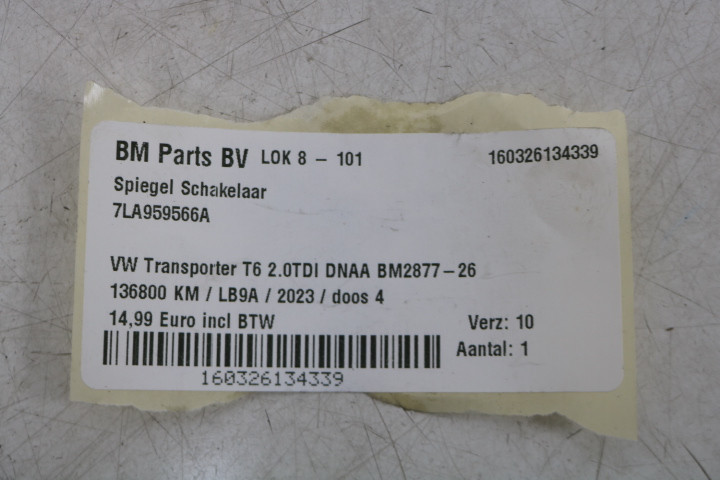 BM Parts BV LOK 8 - 101 160326134339
Spiegel Schakelaar
7LA959566A
VW Transporter T6 2.0TDI DNAA BM2877-26
136800 KM / LB9A / 2023 / doos 4
14,99 Euro incl BTW Verz: 10
Aantal: 1
160326134339